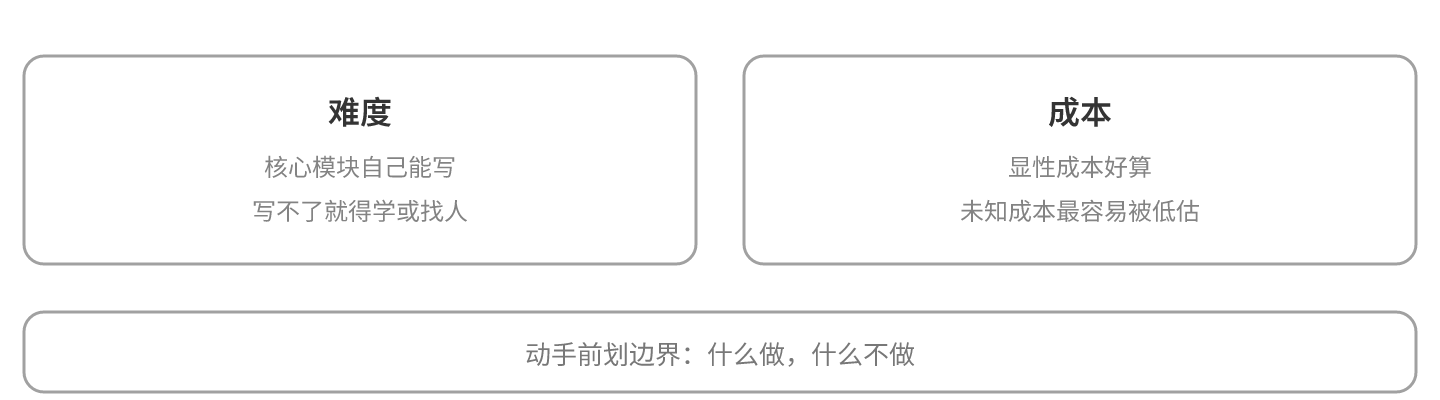 难度
核心模块自己能写
写不了就得学或找人
成本
显性成本好算
未知成本最容易被低估
动手前划边界：什么做，什么不做